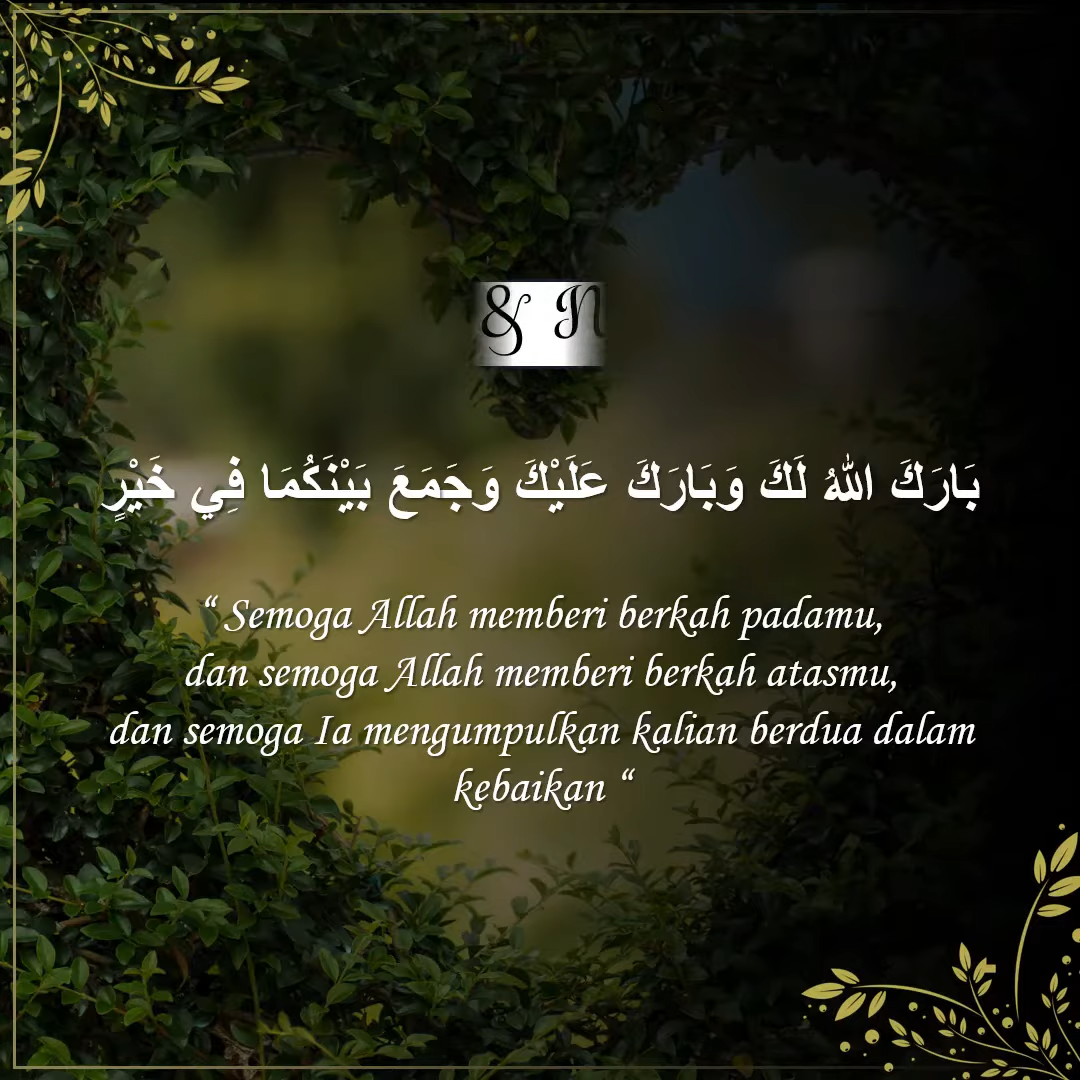 & N
بَارَكَ اللهُ لَكَ وَبَارَكَ عَلَيْكَ وَجَمَعَ بَيْنَكُمَا فِي خَيْرٍ
“ Semoga Allah memberi berkah padamu,
dan semoga Allah memberi berkah atasmu,
dan semoga Ia mengumpulkan kalian berdua dalam
kebaikan “